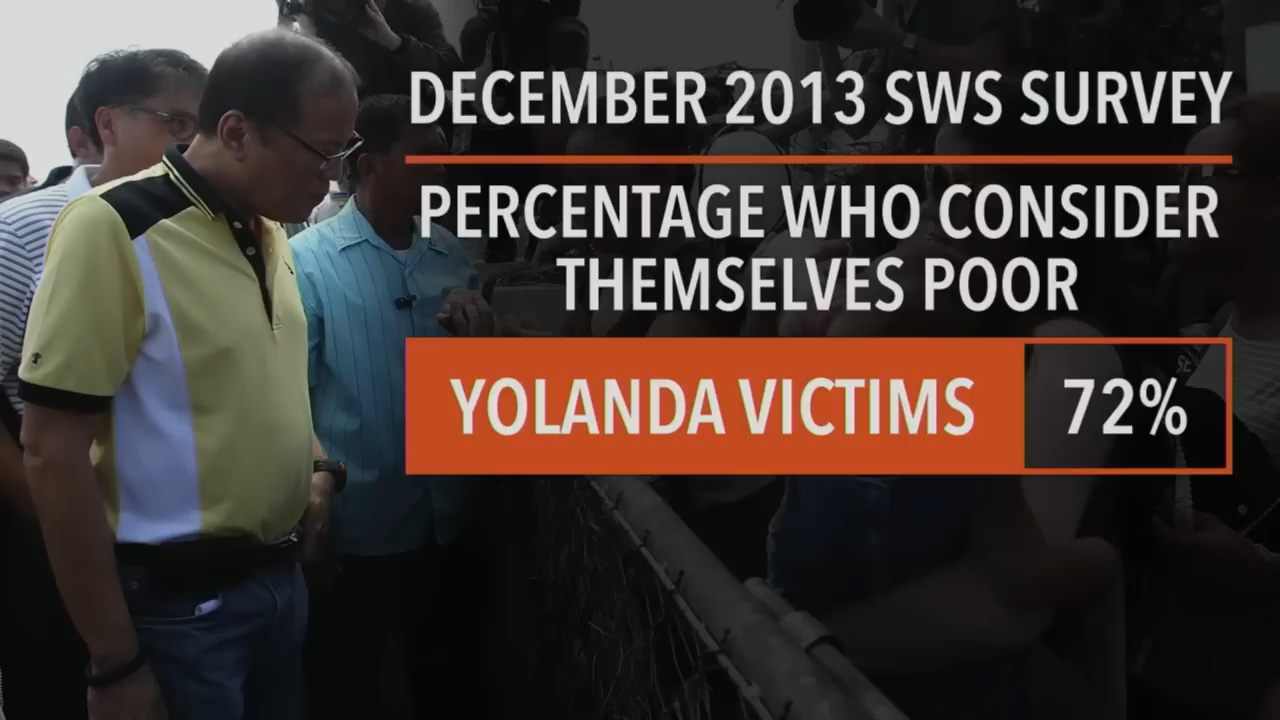 DECEMBER 2013 SWS SURVEY
PERCENTAGE WHO CONSIDER
THEMSELVES POOR
YOLANDA VICTIMS 72%